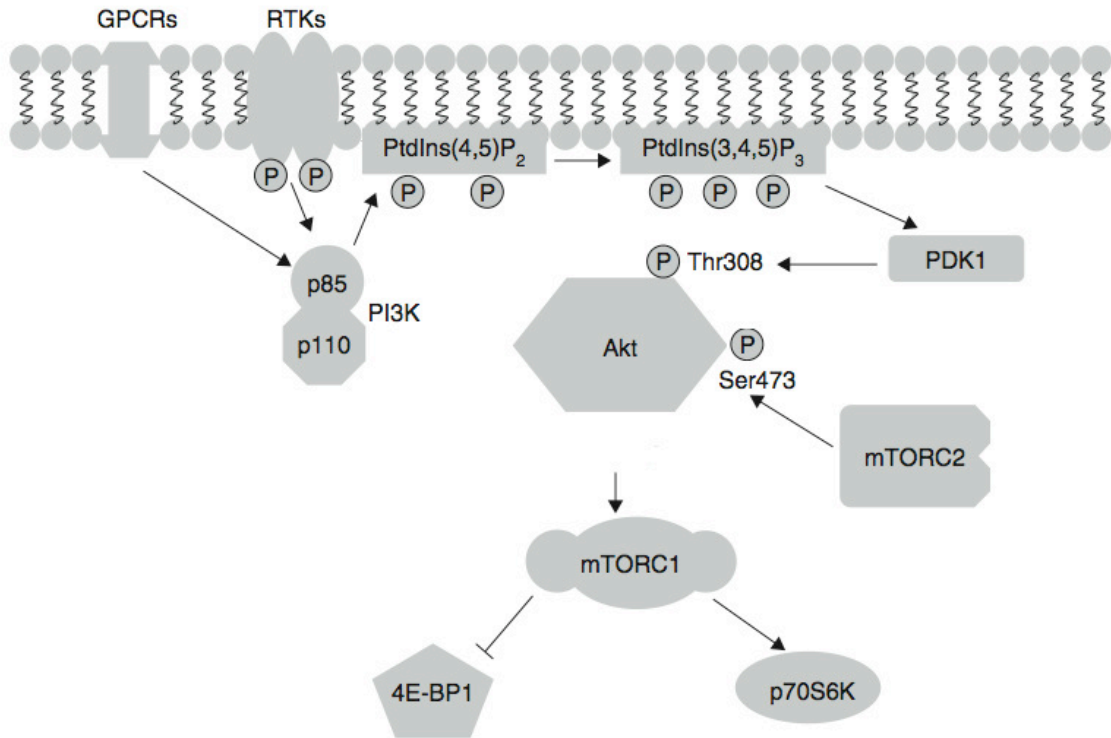 GPCRs
RTKs
PtdIns(4,5)P2
PtdIns(3,4,5)P3
P
P
P
P
P
P
P
P
Thr308
PDK1
p85
PI3K
p110
Akt
P
Ser473
mTORC2
mTORC1
4E-BP1
p70S6K